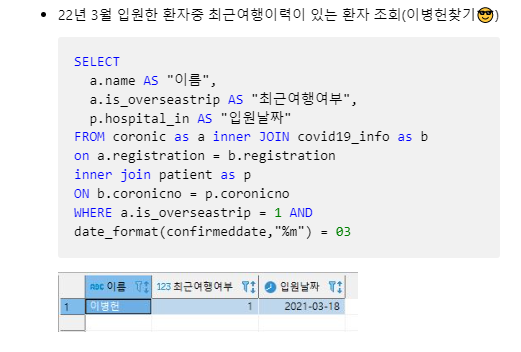 22년 3월 입원한 환자중 최근여행이력이 있는 환자 조회(이병헌찾기😎)
SELECT
a.name AS "이름",
a.is_overseastrip AS "최근여행여부",
p.hospital_in AS "입원날짜"
FROM coronic as a inner JOIN covid19_info as b
on a.registration = b.registration
inner join patient as p
ON b.coronicno = p.coronicno
WHERE a.is_overseastrip = 1 AND
date_format(confirmeddate,"%m") = 03
ABC 이름 123 최근여행여부 입원날짜
1 이병헌 1 2021-03-18